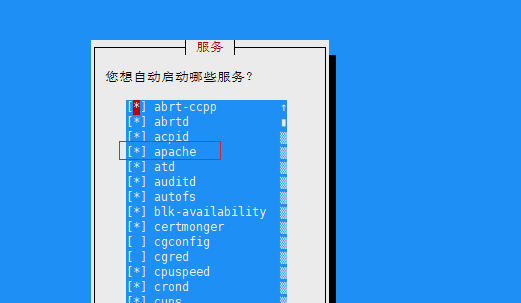 服务
您想自动启动哪些服务?
[*] abrt-ccpp
[*] abrtd
[*] acpid
[*] apache
[*] atd
[*] auditd
[*] autofs
[*] blk-availability
[*] certmonger
[ ] cgconfig
[ ] cgred
[*] cpuspeed
[*] crond
[*] cups